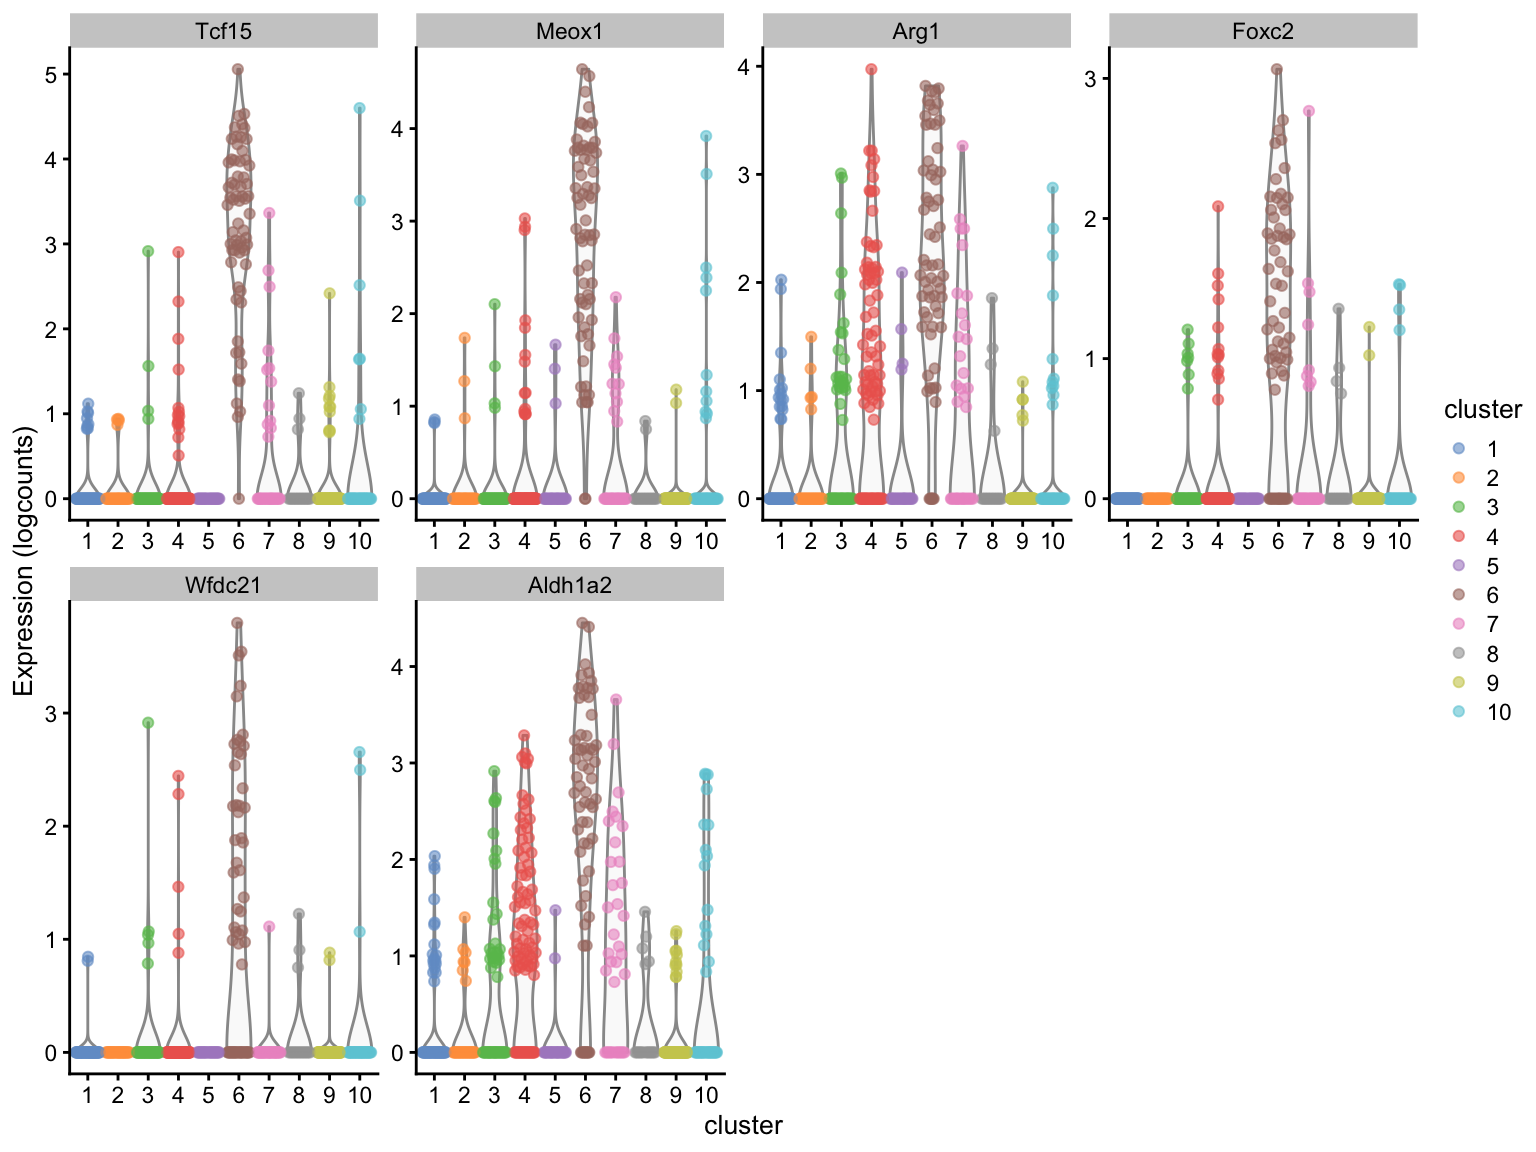 Tcf15 Meox1 Arg1 Foxc2
5 4 3 2 1 0
4 3 2 1 0
4 3 2 1 0
3 2 1 0
1 2 3 4 5 6 7 8 9 10
1 2 3 4 5 6 7 8 9 10
1 2 3 4 5 6 7 8 9 10
1 2 3 4 5 6 7 8 9 10
Expression (logcounts)
Wfdc21 Aldh1a2
3 2 1 0
4 3 2 1 0
1 2 3 4 5 6 7 8 9 10
1 2 3 4 5 6 7 8 9 10
cluster
cluster
1
2
3
4
5
6
7
8
9
10